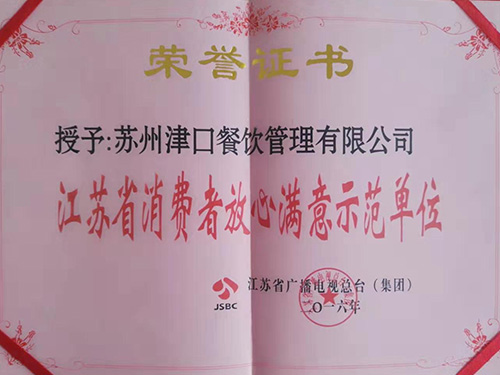 荣誉证书
授予:苏州津口餐饮管理有限公司
江苏省消费者放心满意示范单位
JSBC
江苏省广播电视总台（集团）
二〇一六年